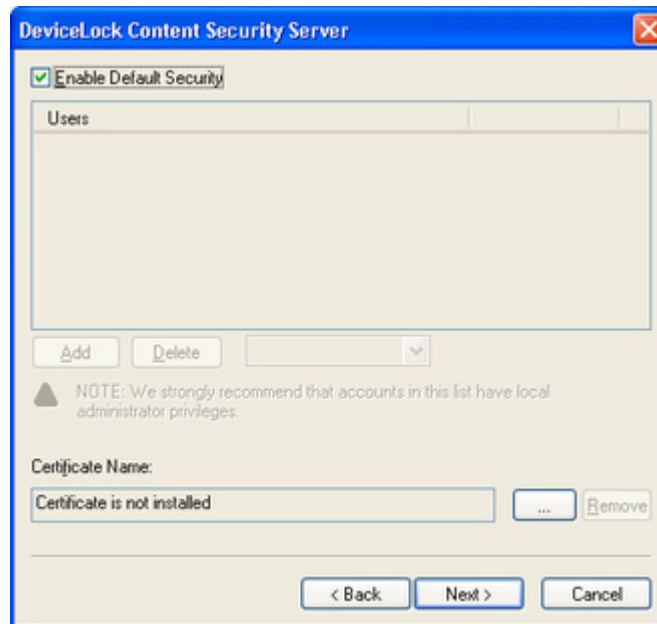 DeviceLock Content Security Server
Enable Default Security
Users
Add Delete
NOTE: We strongly recommend that accounts in this list have local
administrator privileges.
Certificate Name:
Certificate is not installed ... Remove
< Back Next > Cancel